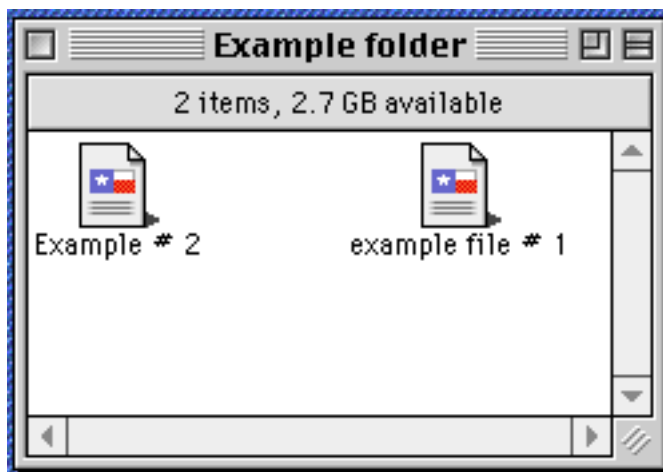 Example folder
2 items, 2.7 GB available
Example # 2
example file # 1